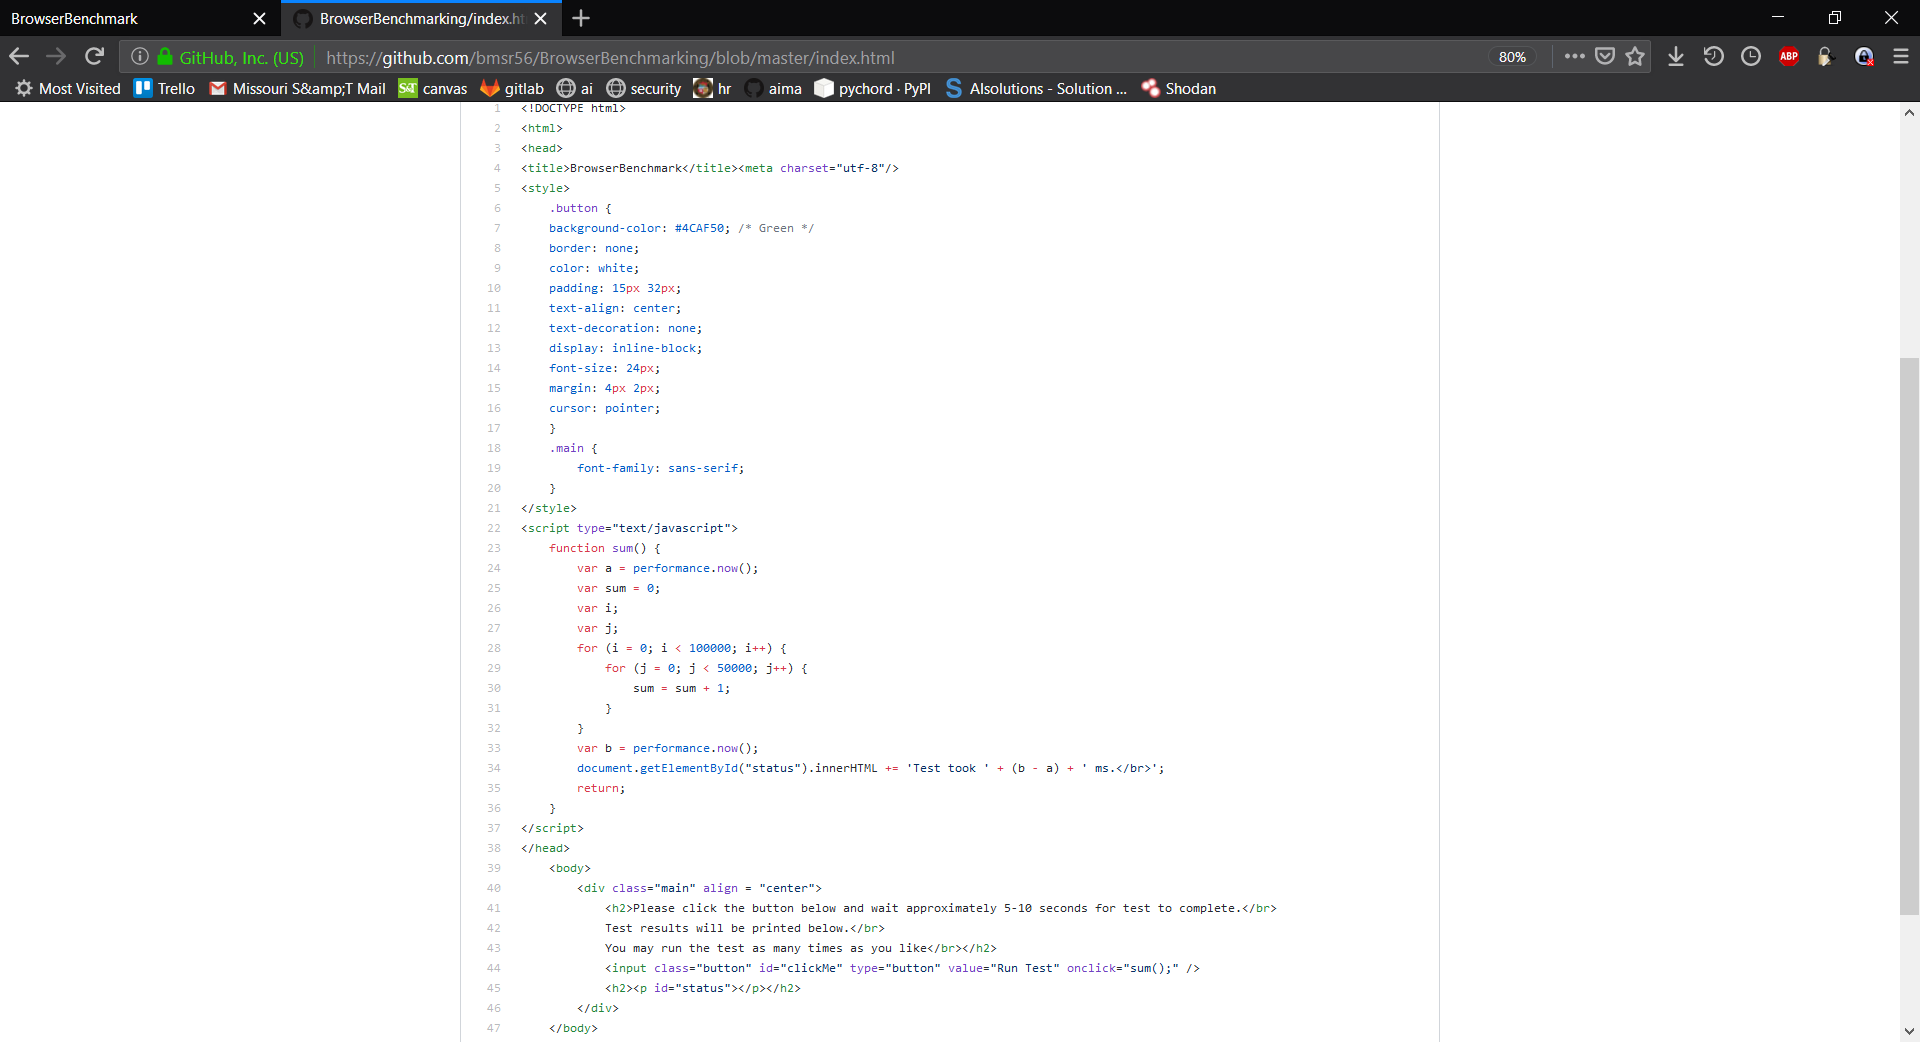 BrowserBenchmark
BrowserBenchmarking/index.ht
GitHub, Inc. (US)
https://github.com/bmsr56/BrowserBenchmarking/blob/master/index.html
80%
ABP
Most Visited
Trello
Missouri S&amp;T Mail
S&T canvas
gitlab
ai
security
hr
aima
pychord · PyPI
AIsolutions - Solution ...
Shodan
1 <!DOCTYPE html>
2 <html>
3 <head>
4 <title>BrowserBenchmark</title><meta charset="utf-8"/>
5 <style>
6 .button {
7 background-color: #4CAF50; /* Green */
8 border: none;
9 color: white;
10 padding: 15px 32px;
11 text-align: center;
12 text-decoration: none;
13 display: inline-block;
14 font-size: 24px;
15 margin: 4px 2px;
16 cursor: pointer;
17 }
18 .main {
19 font-family: sans-serif;
20 }
21 </style>
22 <script type="text/javascript">
23 function sum() {
24 var a = performance.now();
25 var sum = 0;
26 var i;
27 var j;
28 for (i = 0; i < 100000; i++) {
29 for (j = 0; j < 50000; j++) {
30 sum = sum + 1;
31 }
32 }
33 var b = performance.now();
34 document.getElementById("status").innerHTML += 'Test took ' + (b - a) + ' ms.</br>';
35 return;
36 }
37 </script>
38 </head>
39 <body>
40 <div class="main" align = "center">
41 <h2>Please click the button below and wait approximately 5-10 seconds for test to complete.</br>
42 Test results will be printed below.</br>
43 You may run the test as many times as you like</br></h2>
44 <input class="button" id="clickMe" type="button" value="Run Test" onclick="sum();" />
45 <h2><p id="status"></p></h2>
46 </div>
47 </body>